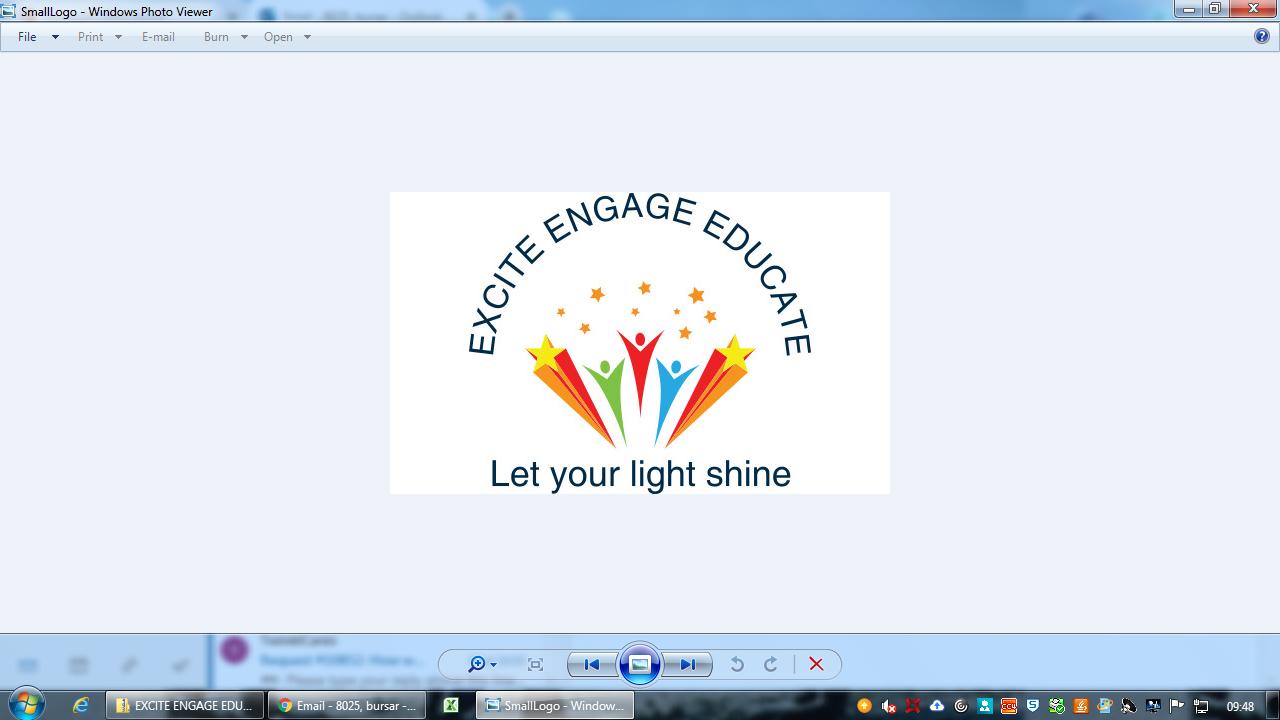 SmallLogo - Windows Photo Viewer
File Print E-mail Burn Open
EXCITE ENGAGE EDUCATE
Let your light shine
EXCITE ENGAGE EDU... Email - 8025, bursar -... SmallLogo - Window... 09:48